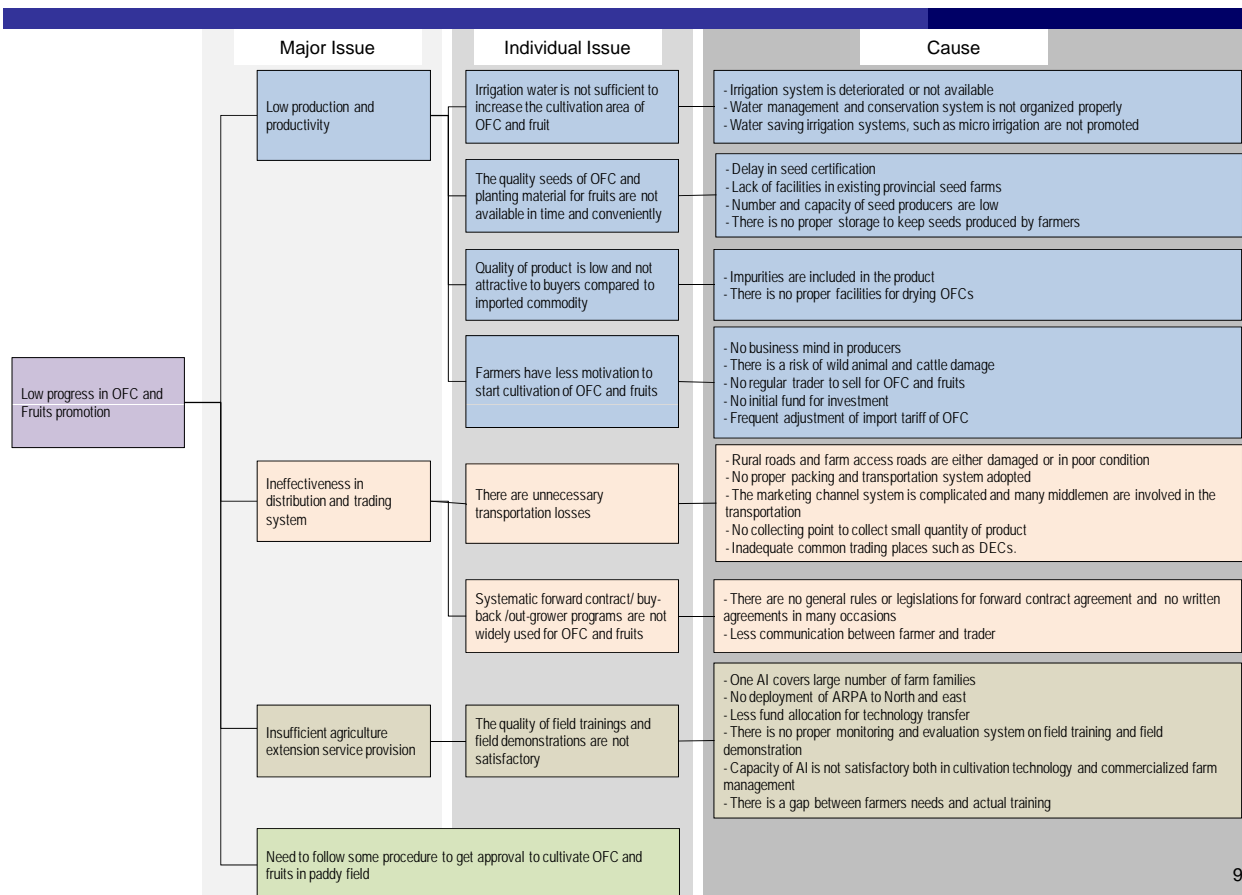 Major Issue
Individual Issue
Cause
Low progress in OFC and
Fruits promotion
Low production and
productivity
Irrigation water is not sufficient to
increase the cultivation area of
OFC and fruit
- Irrigation system is deteriorated or not available
- Water management and conservation system is not organized properly
- Water saving irrigation systems, such as micro irrigation are not promoted
The quality seeds of OFC and
planting material for fruits are not
available in time and conveniently
- Delay in seed certification
- Lack of facilities in existing provincial seed farms
- Number and capacity of seed producers are low
- There is no proper storage to keep seeds produced by farmers
Quality of product is low and not
attractive to buyers compared to
imported commodity
- Impurities are included in the product
- There is no proper facilities for drying OFCs
Farmers have less motivation to
start cultivation of OFC and fruits
- No business mind in producers
- There is a risk of wild animal and cattle damage
- No regular trader to sell for OFC and fruits
- No initial fund for investment
- Frequent adjustment of import tariff of OFC
Ineffectiveness in
distribution and trading
system
There are unnecessary
transportation losses
- Rural roads and farm access roads are either damaged or in poor condition
- No proper packing and transportation system adopted
- The marketing channel system is complicated and many middlemen are involved in the
transportation
- No collecting point to collect small quantity of product
- Inadequate common trading places such as DECs.
Systematic forward contract/ buy-
back /out-grower programs are not
widely used for OFC and fruits
- There are no general rules or legislations for forward contract agreement and no written
agreements in many occasions
- Less communication between farmer and trader
Insufficient agriculture
extension service provision
The quality of field trainings and
field demonstrations are not
satisfactory
- One AI covers large number of farm families
- No deployment of ARPA to North and east
- Less fund allocation for technology transfer
- There is no proper monitoring and evaluation system on field training and field
demonstration
- Capacity of AI is not satisfactory both in cultivation technology and commercialized farm
management
- There is a gap between farmers needs and actual training
Need to follow some procedure to get approval to cultivate OFC and
fruits in paddy field
9